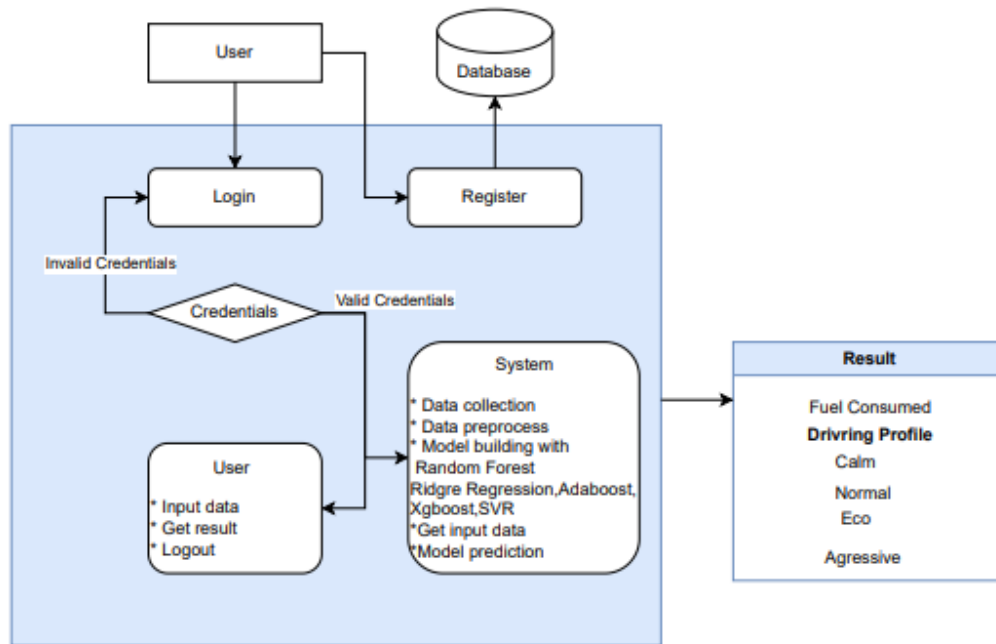 User
Database
Login
Register
Invalid Credentials
Credentials
Valid Credentials
System
* Data collection
* Data preprocess
* Model building with
Random Forest
Ridgre Regression,Adaboost,
Xgboost,SVR
*Get input data
*Model prediction
User
* Input data
* Get result
* Logout
Result
Fuel Consumed
Drivring Profile
Calm
Normal
Eco
Agressive